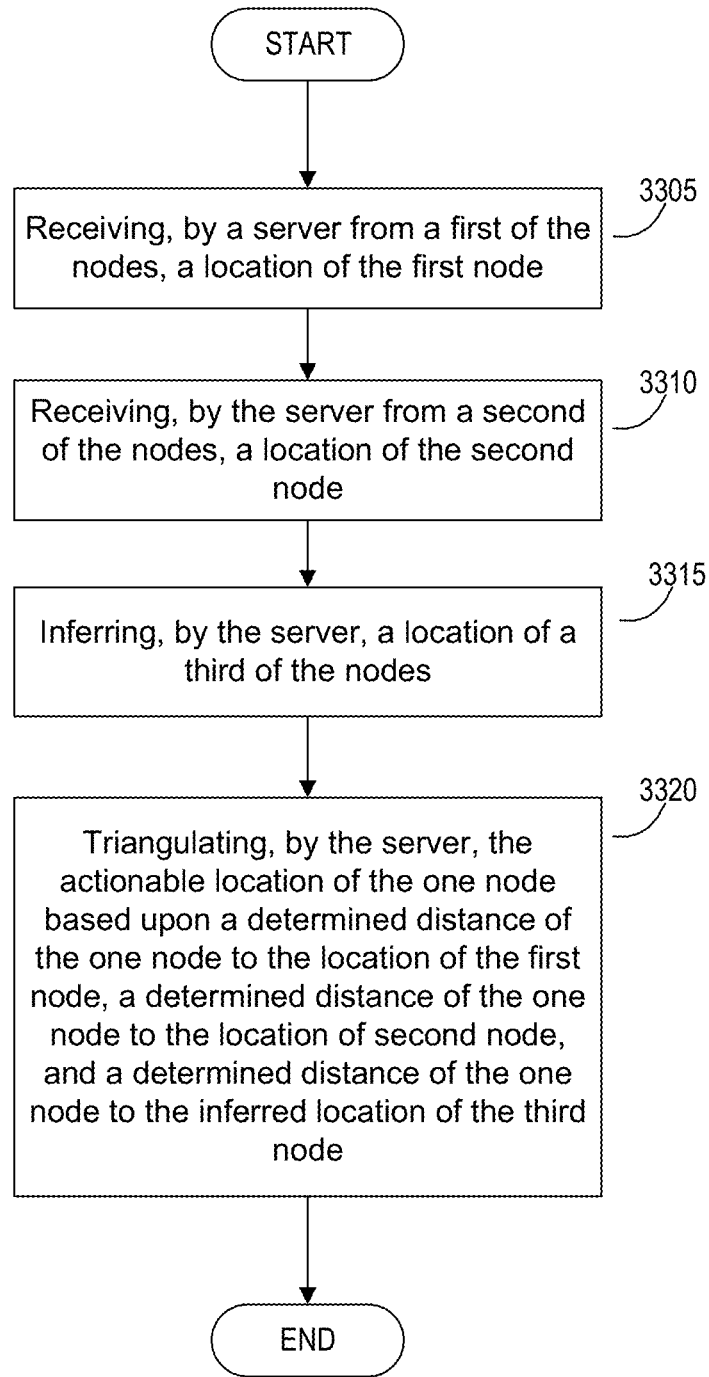 START
3305
Receiving, by a server from a first of the
nodes, a location of the first node
3310
Receiving, by the server from a second
of the nodes, a location of the second
node
3315
Inferring, by the server, a location of a
third of the nodes
3320
Triangulating, by the server, the
actionable location of the one node
based upon a determined distance of
the one node to the location of the first
node, a determined distance of the one
node to the location of second node,
and a determined distance of the one
node to the inferred location of the third
node
END